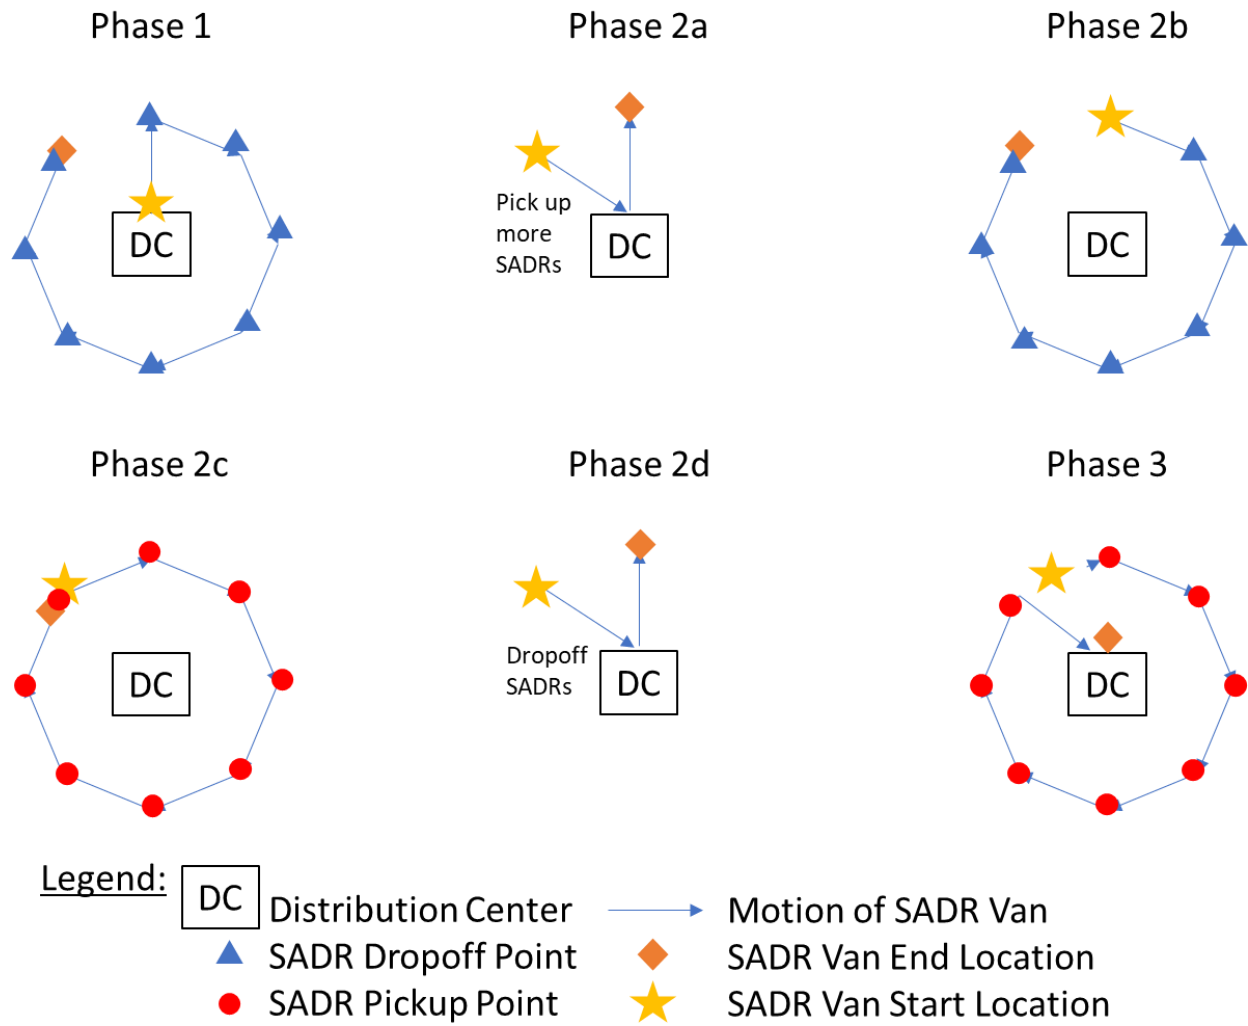 Phase 1
Phase 2a
Phase 2b
DC
Pick up
more
SADRs
DC
DC
Phase 2c
Phase 2d
Phase 3
DC
Dropoff
SADRs
DC
DC
Legend:
DC
Distribution Center
Motion of SADR Van
SADR Dropoff Point
SADR Van End Location
SADR Pickup Point
SADR Van Start Location